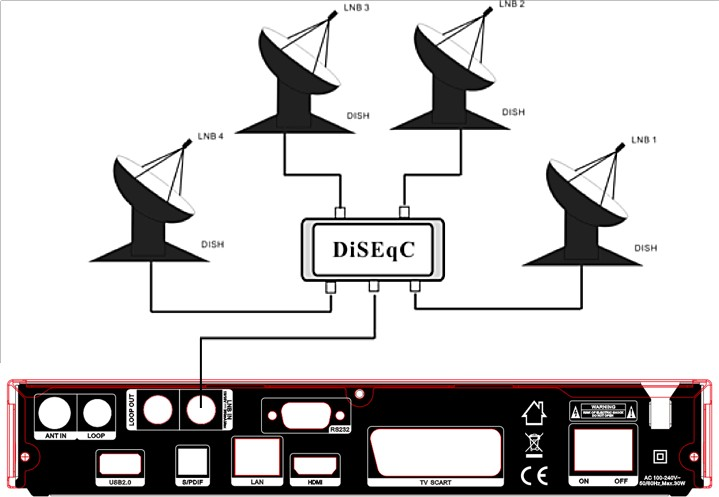 LNB 3
LNB 2
DISH
DISH
LNB 4
LNB 1
DISH
DISH
DiSEqC
LOOP OUT
LNB IN
ANT IN
LOOP
RS232
WARNING
USB2.0
S/PDIF
LAN
HDMI
TV SCART
CE
ON
OFF
AC 100-240V~
50/60Hz,Max.30W